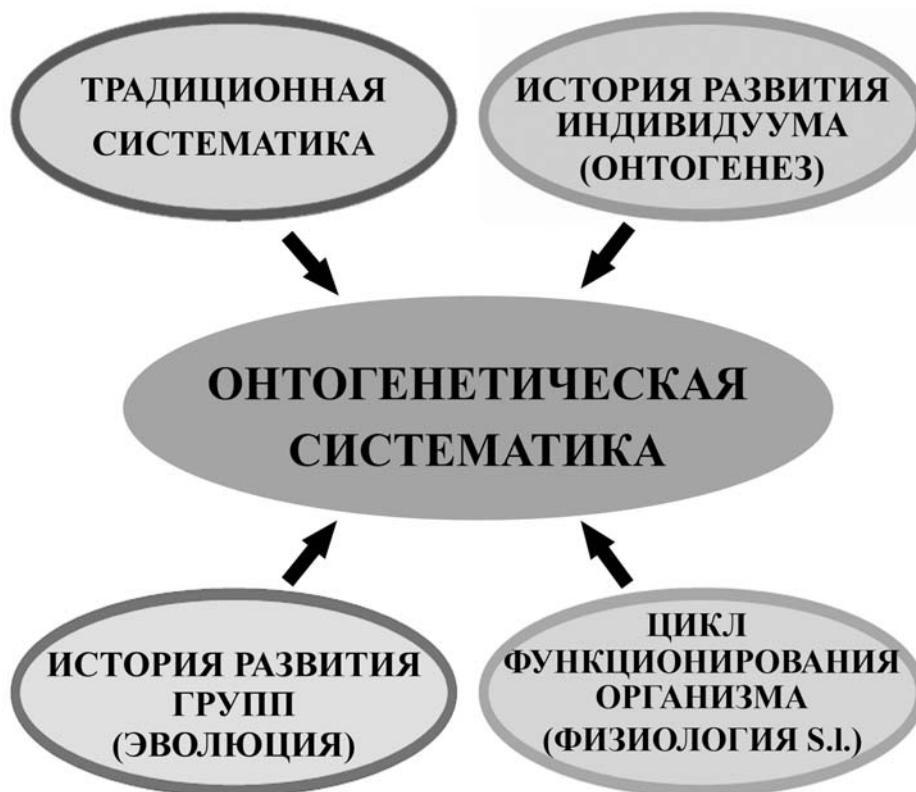 ТРАДИЦИОННАЯ
СИСТЕМАТИКА
ИСТОРИЯ РАЗВИТИЯ
ИНДИВИДУУМА
(ОНТОГЕНЕЗ)
ОНТОГЕНЕТИЧЕСКАЯ
СИСТЕМАТИКА
ИСТОРИЯ РАЗВИТИЯ
ГРУПП
(ЭВОЛЮЦИЯ)
ЦИКЛ
ФУНКЦИОНИРОВАНИЯ
ОРГАНИЗМА
(ФИЗИОЛОГИЯ S.l.)